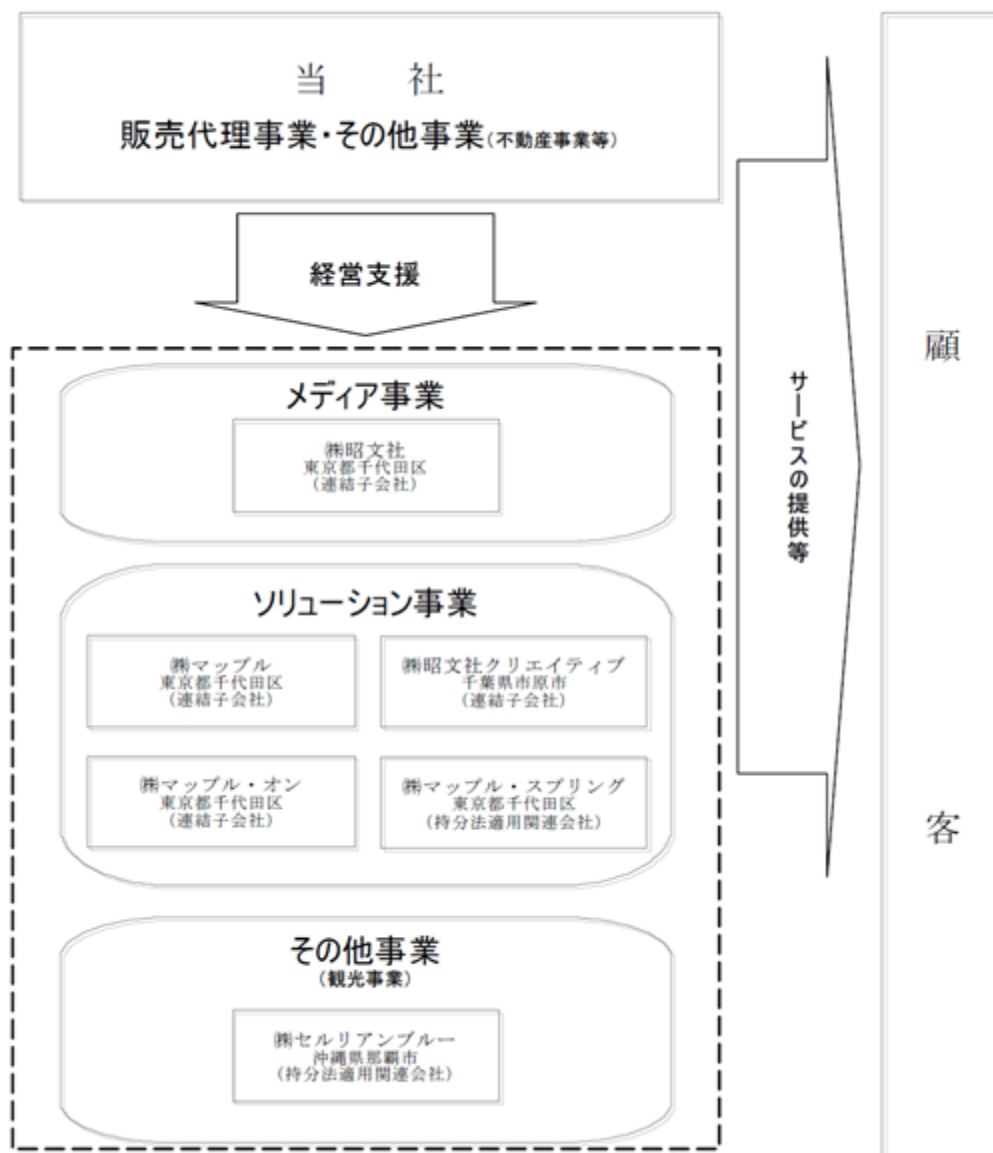 当 社
販売代理事業・その他事業(不動産事業等)
経営支援
メディア事業
㈱昭文社
東京都千代田区
(連結子会社)
ソリューション事業
㈱マップル
東京都千代田区
(連結子会社)
㈱昭文社クリエイティブ
千葉県市原市
(連結子会社)
㈱マップル・オン
東京都千代田区
(連結子会社)
㈱マップル・スプリング
東京都千代田区
(持分法適用関連会社)
その他事業
(観光事業)
㈱セルリアンブルー
沖縄県那覇市
(持分法適用関連会社)
サービスの提供等
顧客